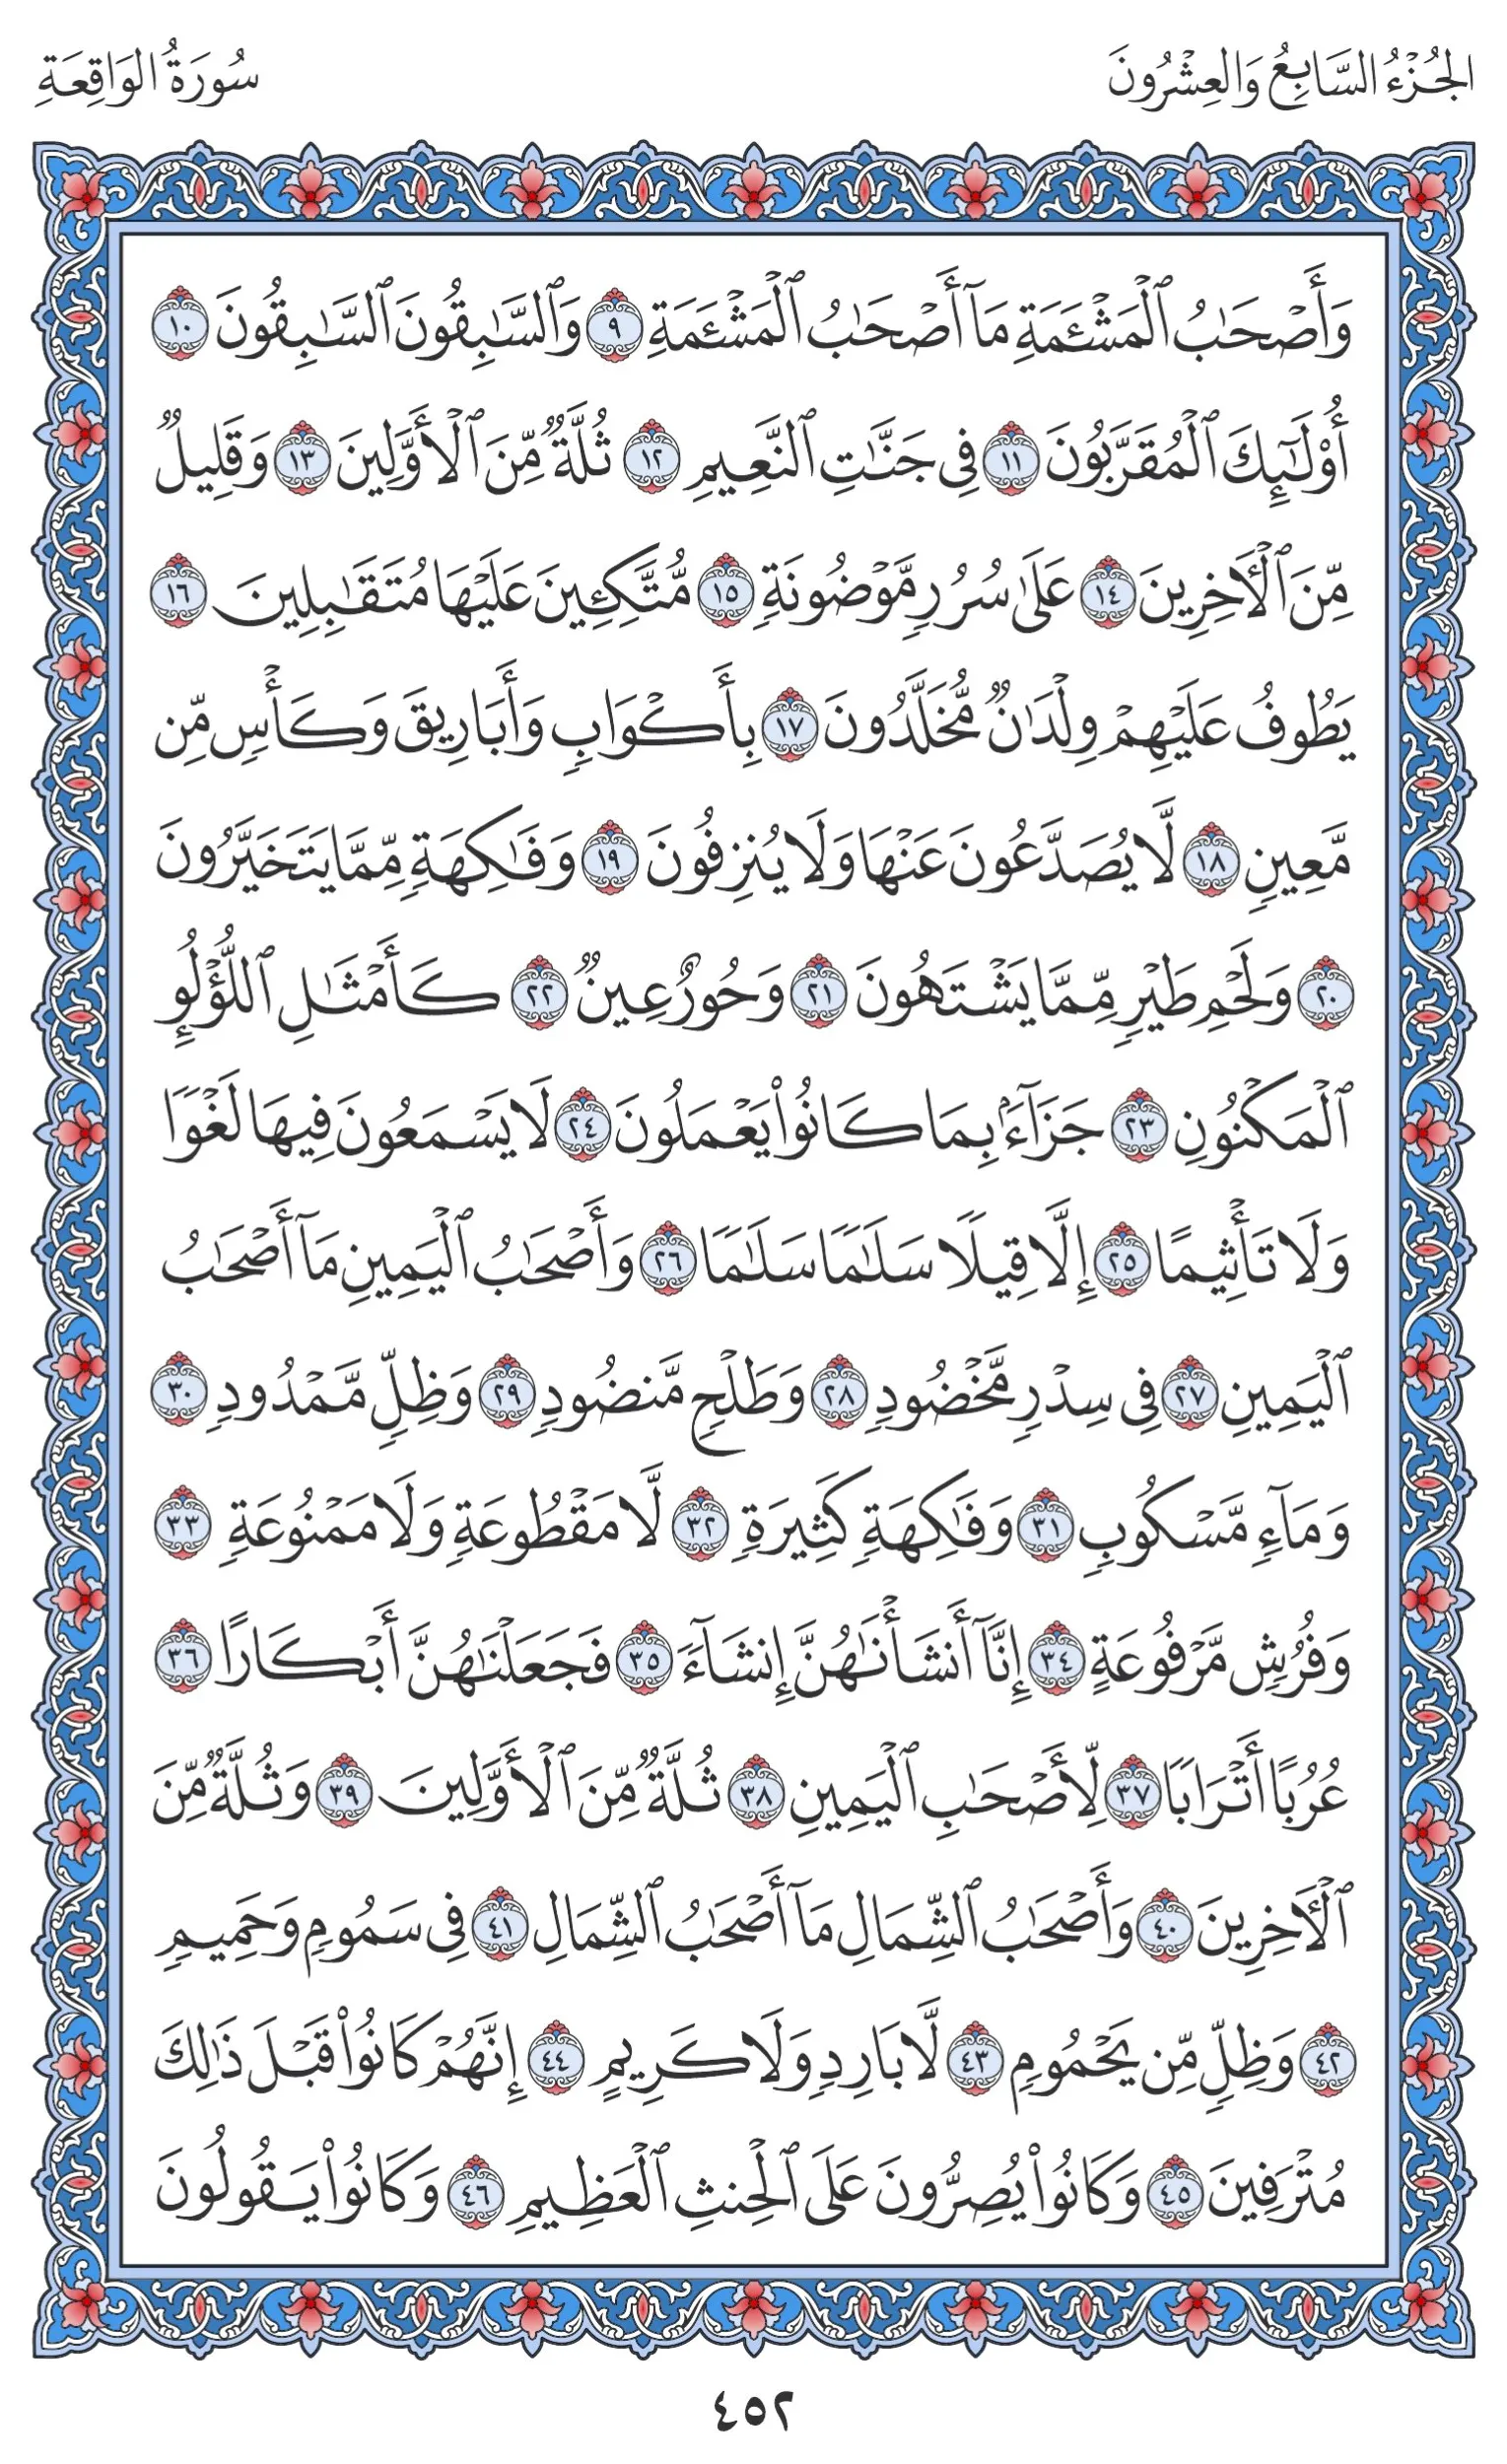 الجُزْءُ السَّابِعُ وَالعِشْرُونَ
سُورَةُ الوَاقِعَةِ
وَأَصْحَٰبُ ٱلْمَشْـَٔمَةِ مَآ أَصْحَٰبُ ٱلْمَشْـَٔمَةِ ٩ وَٱلسَّٰبِقُونَ ٱلسَّٰبِقُونَ ١٠
أُوْلَٰٓئِكَ ٱلْمُقَرَّبُونَ ١١ فِى جَنَّٰتِ ٱلنَّعِيمِ ١٢ ثُلَّةٌ مِّنَ ٱلْأَوَّلِينَ ١٣ وَقَلِيلٌ
مِّنَ ٱلْـَٔاخِرِينَ ١٤ عَلَىٰ سُرُرٍ مَّوْضُونَةٍ ١٥ مُّتَّكِـِٔينَ عَلَيْهَا مُتَقَٰبِلِينَ ١٦
يَطُوفُ عَلَيْهِمْ وِلْدَٰنٌ مُّخَلَّدُونَ ١٧ بِأَكْوَابٍ وَأَبَارِيقَ وَكَأْسٍ مِّن
مَّعِينٍ ١٨ لَّا يُصَدَّعُونَ عَنْهَا وَلَا يُنزِفُونَ ١٩ وَفَٰكِهَةٍ مِّمَّا يَتَخَيَّرُونَ
٢٠ وَلَحْمِ طَيْرٍ مِّمَّا يَشْتَهُونَ ٢١ وَحُورٌ عِينٌ ٢٢ كَأَمْثَٰلِ ٱللُّؤْلُوِٕ
ٱلْمَكْنُونِ ٢٣ جَزَآءَۢ بِمَا كَانُوا۟ يَعْمَلُونَ ٢٤ لَا يَسْمَعُونَ فِيهَا لَغْوًا
وَلَا تَأْثِيمًا ٢٥ إِلَّا قِيلًا سَلَٰمًا سَلَٰمًا ٢٦ وَأَصْحَٰبُ ٱلْيَمِينِ مَآ أَصْحَٰبُ
ٱلْيَمِينِ ٢٧ فِى سِدْرٍ مَّخْضُودٍ ٢٨ وَطَلْحٍ مَّنضُودٍ ٢٩ وَظِلٍّ مَّمْدُودٍ ٣٠
وَمَآءٍ مَّسْكُوبٍ ٣١ وَفَٰكِهَةٍ كَثِيرَةٍ ٣٢ لَّا مَقْطُوعَةٍ وَلَا مَمْنُوعَةٍ ٣٣
وَفُرُشٍ مَّرْفُوعَةٍ ٣٤ إِنَّآ أَنشَأْنَٰهُنَّ إِنشَآءً ٣٥ فَجَعَلْنَٰهُنَّ أَبْكَارًا ٣٦
عُرُبًا أَتْرَابًا ٣٧ لِّأَصْحَٰبِ ٱلْيَمِينِ ٣٨ ثُلَّةٌ مِّنَ ٱلْأَوَّلِينَ ٣٩ وَثُلَّةٌ مِّنَ
ٱلْـَٔاخِرِينَ ٤٠ وَأَصْحَٰبُ ٱلشِّمَالِ مَآ أَصْحَٰبُ ٱلشِّمَالِ ٤١ فِى سَمُومٍ وَحَمِيمٍ
٤٢ وَظِلٍّ مِّن يَحْمُومٍ ٤٣ لَّا بَارِدٍ وَلَا كَرِيمٍ ٤٤ إِنَّهُمْ كَانُوا۟ قَبْلَ ذَٰلِكَ
مُتْرَفِينَ ٤٥ وَكَانُوا۟ يُصِرُّونَ عَلَى ٱلْحِنثِ ٱلْعَظِيمِ ٤٦ وَكَانُوا۟ يَقُولُونَ
٤٥٢